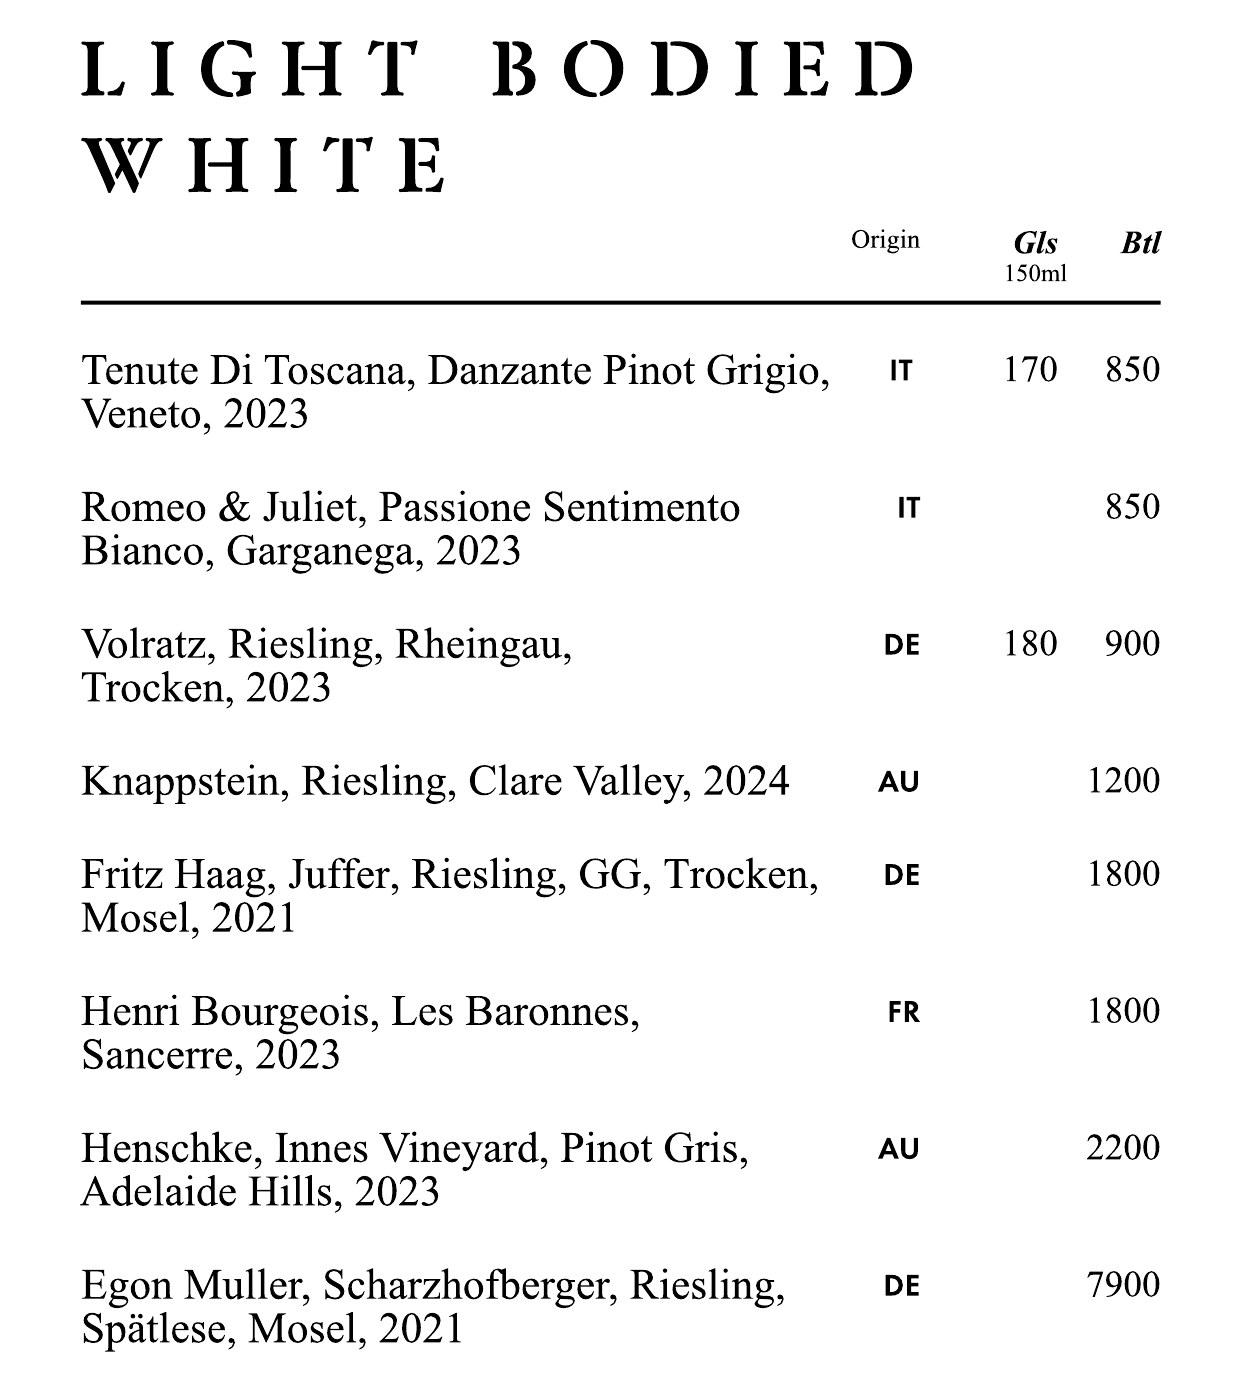 LIGHT BODIED
WHITE
Origin Gls Btl
150ml
Tenute Di Toscana, Danzante Pinot Grigio, IT 170 850
Veneto, 2023
Romeo & Juliet, Passione Sentimento IT 850
Bianco, Garganega, 2023
Volratz, Riesling, Rheingau, DE 180 900
Trocken, 2023
Knappstein, Riesling, Clare Valley, 2024 AU 1200
Fritz Haag, Juffer, Riesling, GG, Trocken, DE 1800
Mosel, 2021
Henri Bourgeois, Les Baronnes, FR 1800
Sancerre, 2023
Henschke, Innes Vineyard, Pinot Gris, AU 2200
Adelaide Hills, 2023
Egon Muller, Scharzhofberger, Riesling, DE 7900
Spätlese, Mosel, 2021